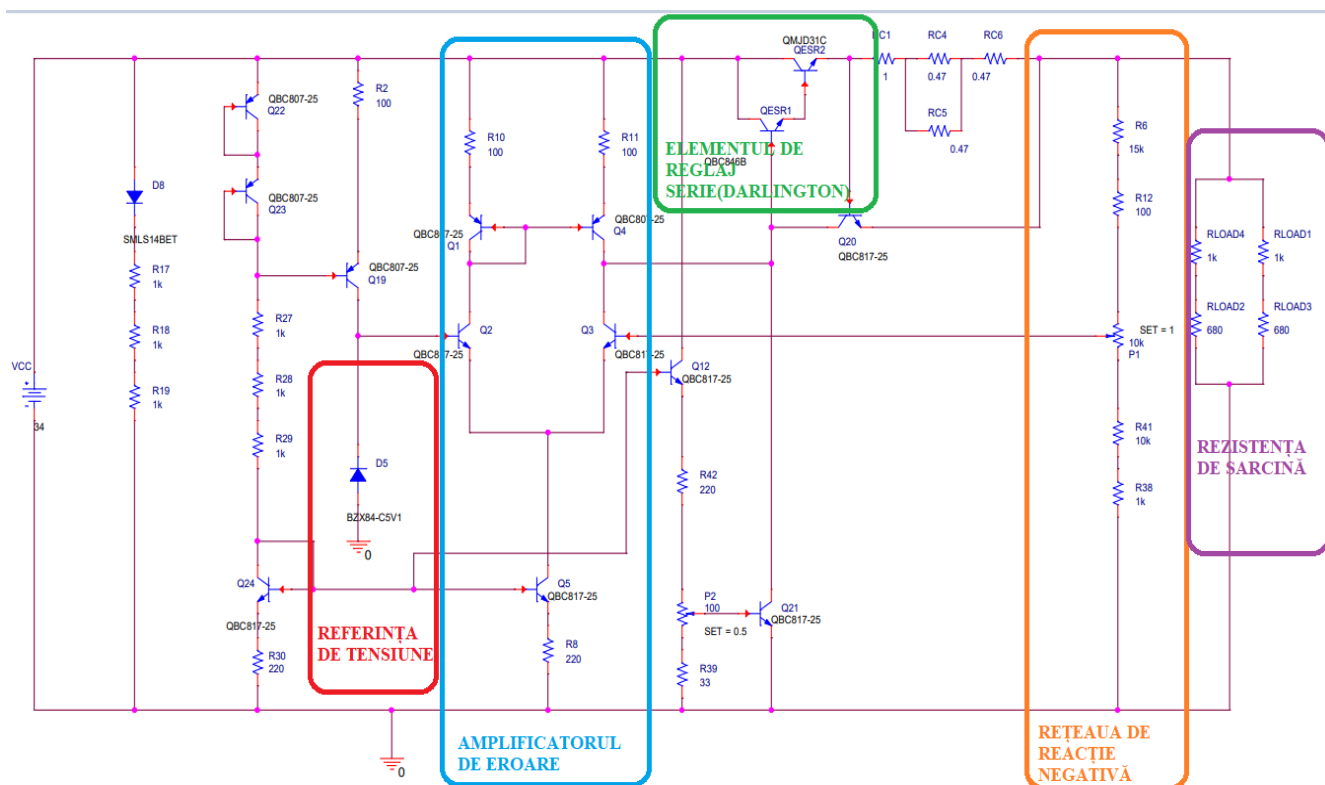 QMJD31C
QESR2
RC1
1
RC4
0.47
RC6
0.47
RC5
0.47
QBC807-25
Q22
R2
100
QBC807-25
Q23
R10
100
R11
100
QESR1
QBC846B
ELEMENTUL DE
REGLAJ
SERIE(DARLINGTON)
R6
15k
R12
100
D8
SMLS14BET
QBC807-25
Q19
QBC817-25
Q1
QBC807-25
Q4
Q20
QBC817-25
R17
1k
R18
1k
R19
1k
R27
1k
R28
1k
R29
1k
Q2
QBC817-25
Q3
QBC817-25
Q12
QBC817-25
SET = 1
10k
P1
RLOAD4
1k
RLOAD1
1k
RLOAD2
680
RLOAD3
680
VCC
+
-
34
D5
BZX84-C5V1
0
R42
220
R41
10k
R38
1k
REZISTENȚA
DE SARCINĂ
Q24
QBC817-25
R30
220
REFERINȚA
DE TENSIUNE
Q5
QBC817-25
R8
220
P2
100
SET = 0.5
Q21
QBC817-25
R39
33
0
AMPLIFICATORUL
DE EROARE
REȚEAUA DE
REACȚIE
NEGATIVĂ